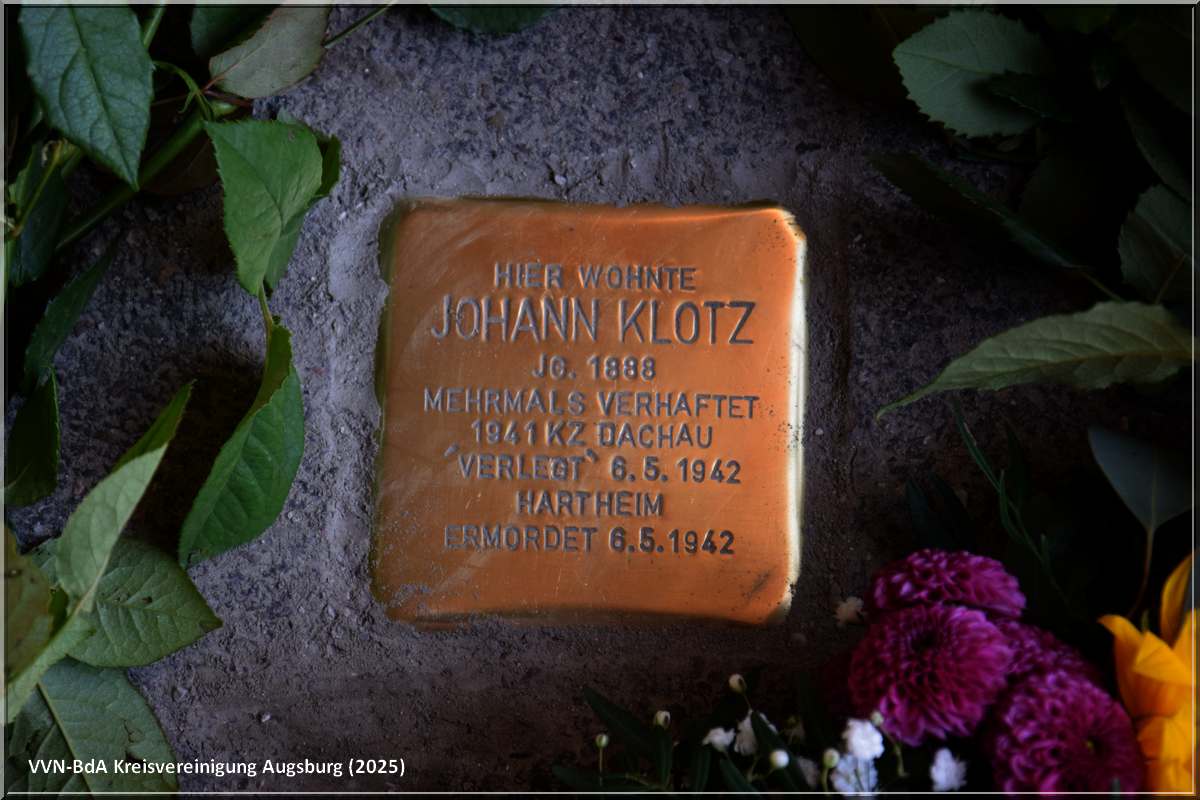 HIER WOHNTE
JOHANN KLOTZ
JG. 1888
MEHRMALS VERHAFTET
1941 KZ DACHAU
´VERLEGT` 6.5.1942
HARTHEIM
ERMORDET 6.5.1942
VVN-BdA Kreisvereinigung Augsburg (2025)